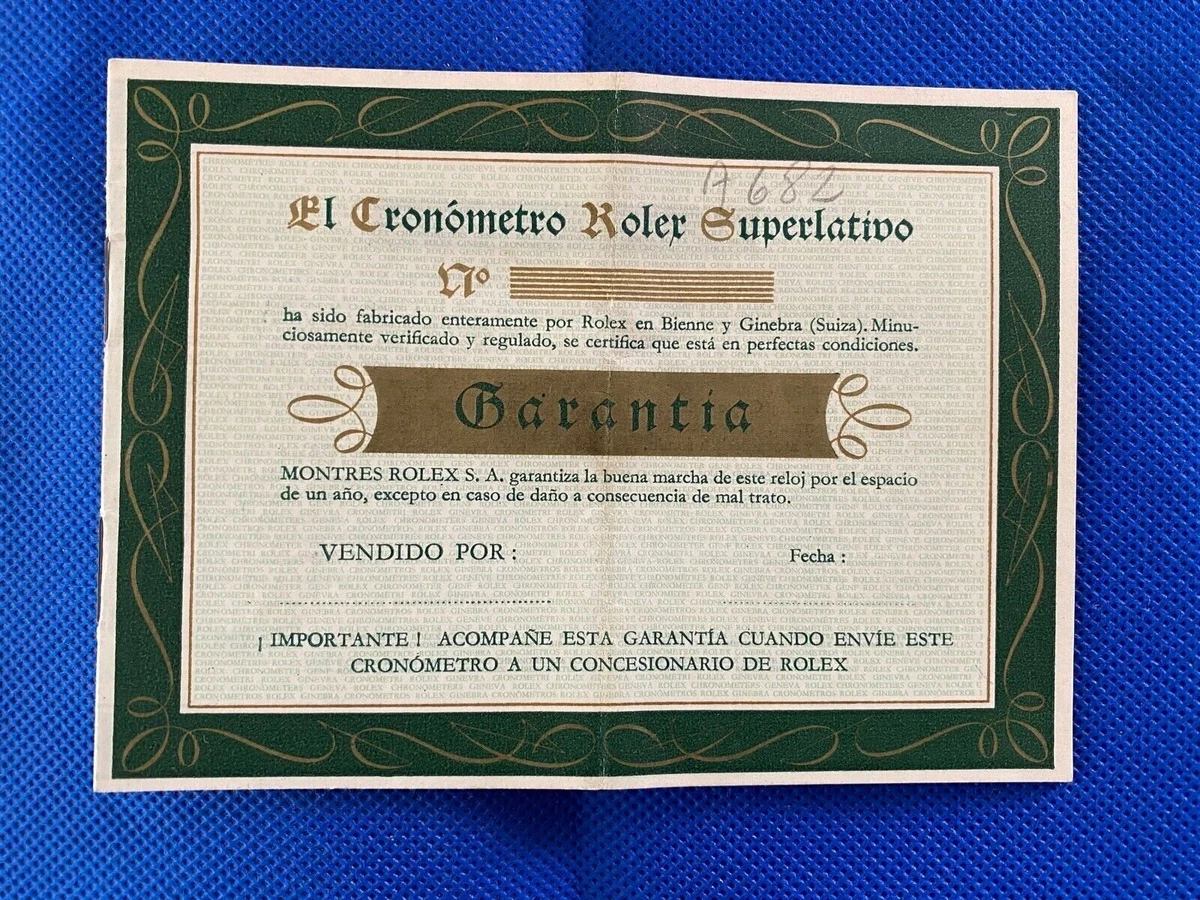 A 682
El Cronómetro Rolex Superlativo
Nº
ha sido fabricado enteramente por Rolex en Bienne y Ginebra (Suiza). Minu-
ciosamente verificado y regulado, se certifica que está en perfectas condiciones.
Garantia
MONTRES ROLEX S. A. garantiza la buena marcha de este reloj por el espacio
de un año, excepto en caso de daño a consecuencia de mal trato.
VENDIDO POR :
Fecha :
¡ IMPORTANTE ! ACOMPAÑE ESTA GARANTÍA CUANDO ENVÍE ESTE
CRONÓMETRO A UN CONCESIONARIO DE ROLEX